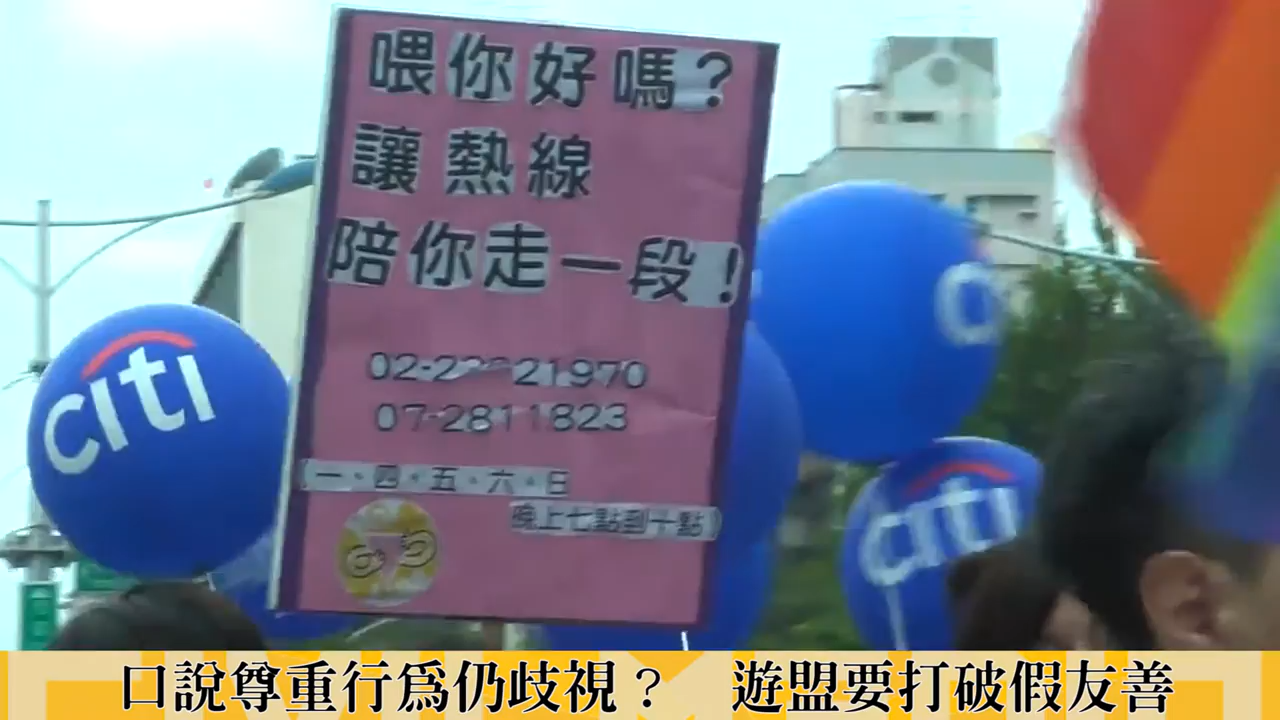 喂你好嗎?
讓熱線
陪你走一段!
07-2811823
(一、四、五、六、日
晚上七點到十點)
citi
citi
口說尊重行為仍歧視? 遊盟要打破假友善